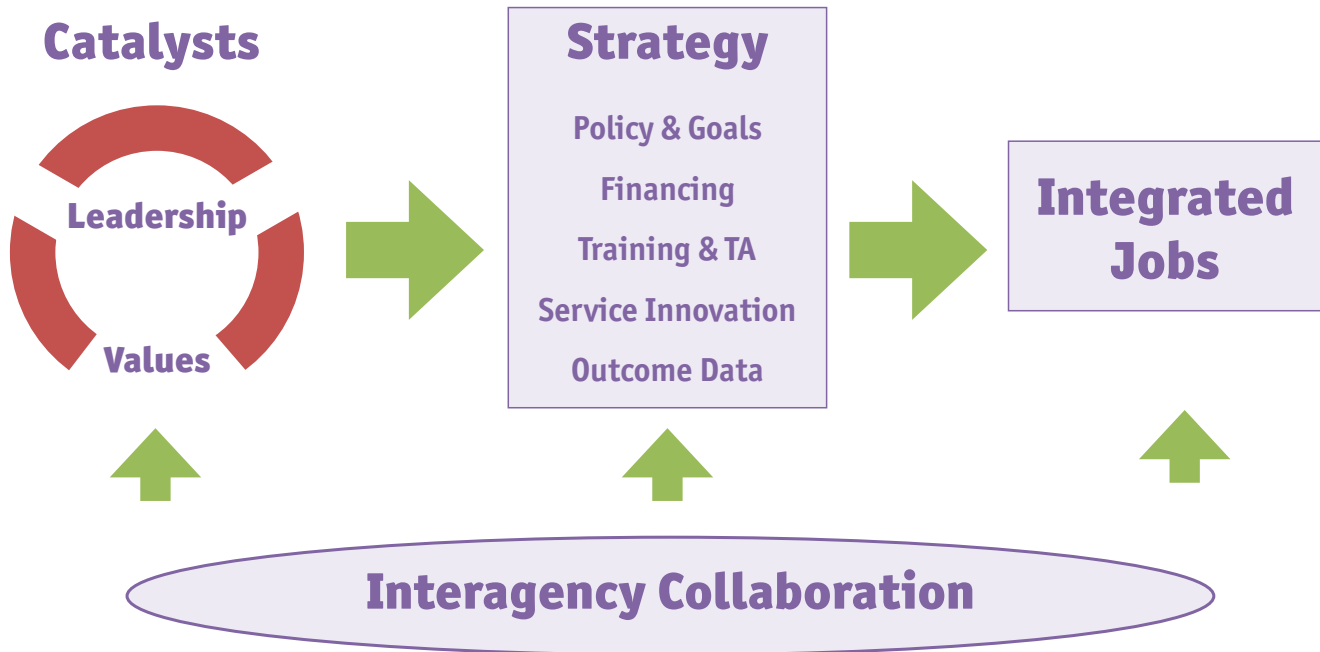 Catalysts
Leadership
Values
Strategy
Policy & Goals
Financing
Training & TA
Service Innovation
Outcome Data
Integrated
Jobs
Interagency Collaboration